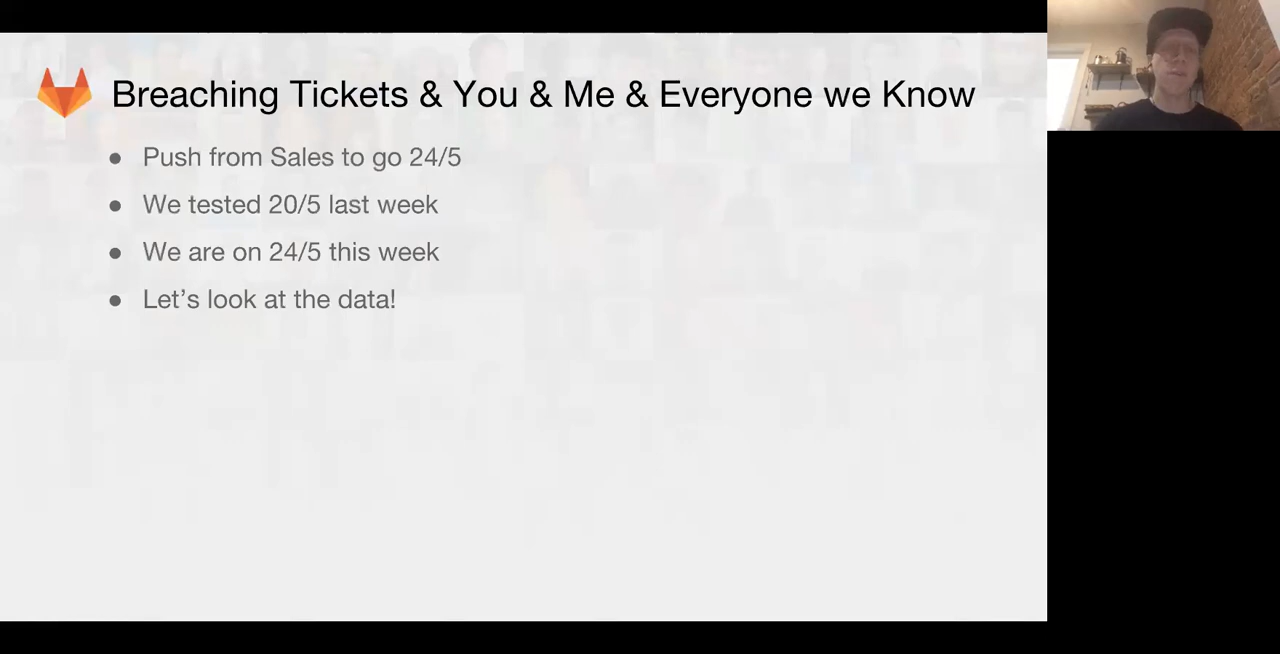 Breaching Tickets & You & Me & Everyone we Know
● Push from Sales to go 24/5
● We tested 20/5 last week
● We are on 24/5 this week
● Let’s look at the data!